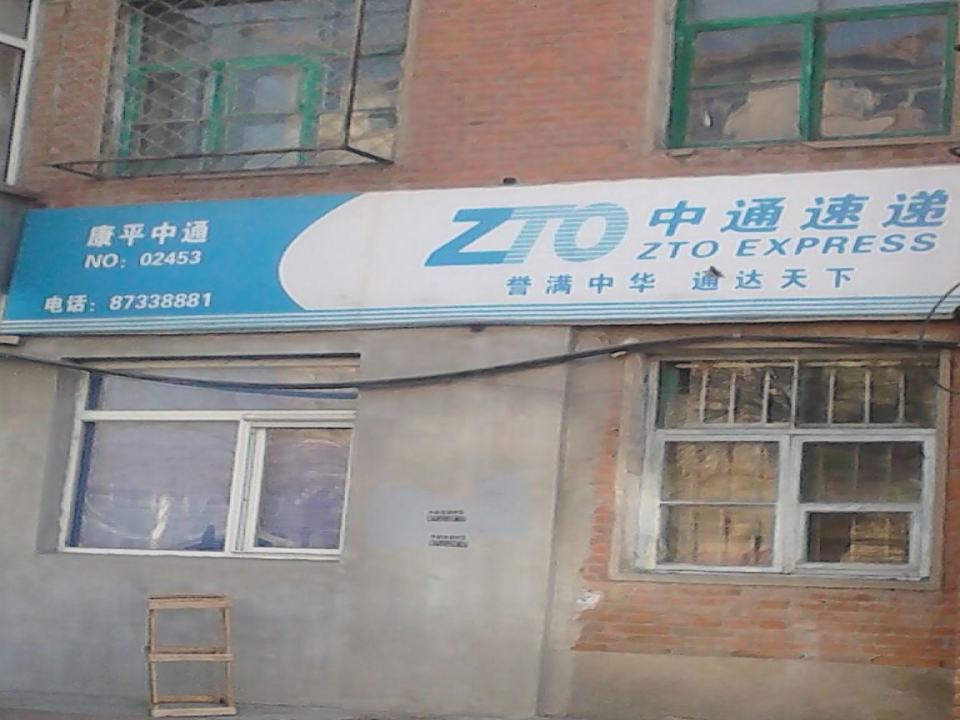 康平中通
NO: 02453
电话: 87338881
ZTO 中通速递
ZTO EXPRESS
誉满中华 通达天下